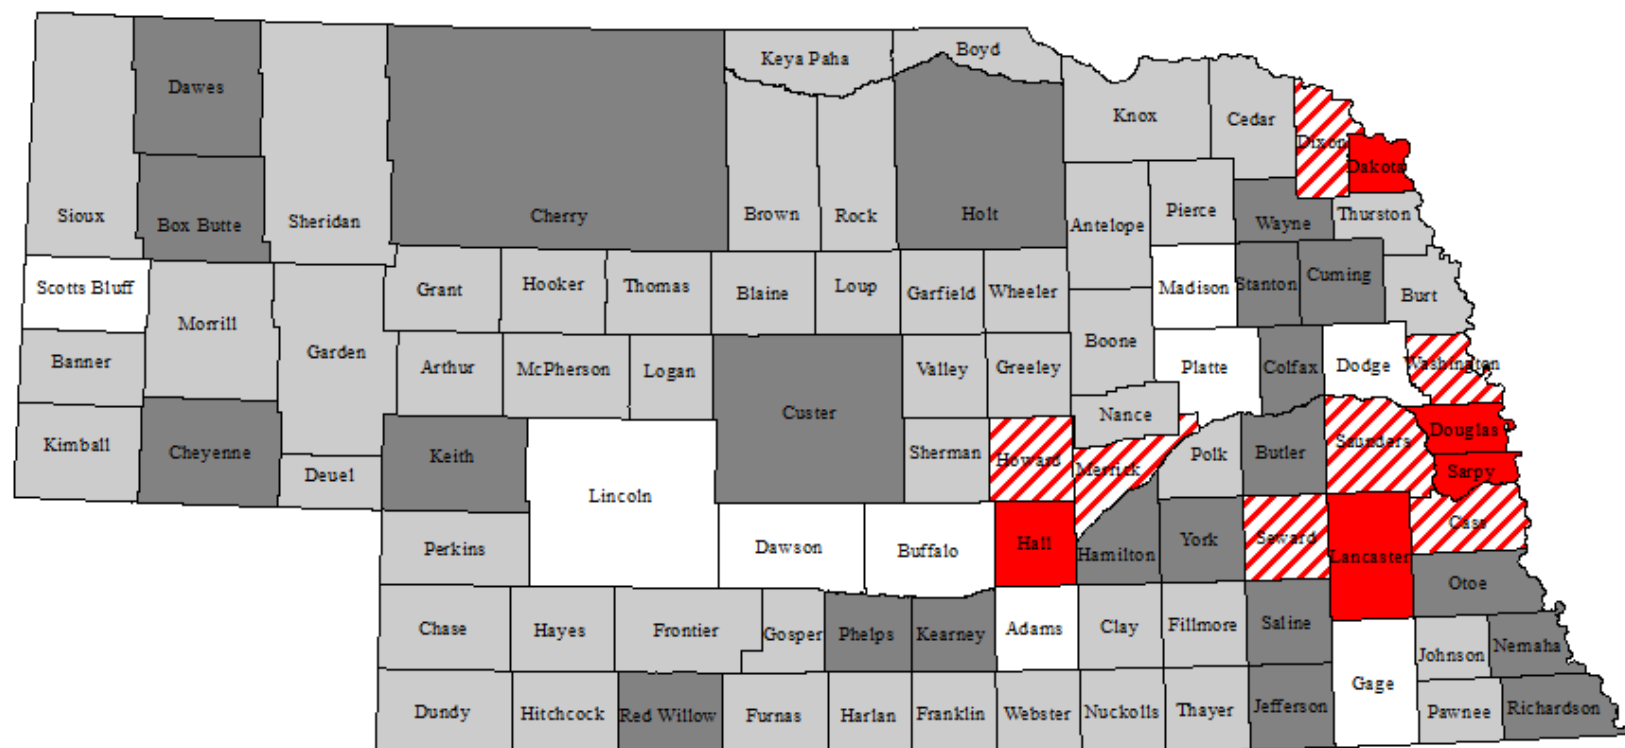 Boyd
Keya Paha
Dawes
Knox
Cedar
Dixon
Dakota
Sioux
Box Butte
Sheridan
Cherry
Brown
Rock
Holt
Antelope
Pierce
Wayne
Thurston
Scotts Bluff
Morrill
Grant
Hooker
Thomas
Blaine
Loup
Garfield
Wheeler
Madison
Stanton
Cuming
Burt
Banner
Garden
Arthur
McPherson
Logan
Valley
Greeley
Boone
Platte
Colfax
Dodge
Washington
Custer
Nance
Kimball
Cheyenne
Deuel
Keith
Lincoln
Sherman
Howard
Merrick
Polk
Butler
Saunders
Douglas
Sarpy
Perkins
Dawson
Buffalo
Hall
Hamilton
York
Seward
Lancaster
Cass
Otoe
Chase
Hayes
Frontier
Gosper
Phelps
Kearney
Adams
Clay
Fillmore
Saline
Johnson
Nemaha
Dundy
Hitchcock
Red Willow
Furnas
Harlan
Franklin
Webster
Nuckolls
Thayer
Jefferson
Gage
Pawnee
Richardson